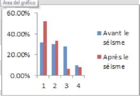 Área del gráfico
60.00%
40.00%
20.00%
0.00%
1 2 3 4
Avant le
séisme
Après le
séisme